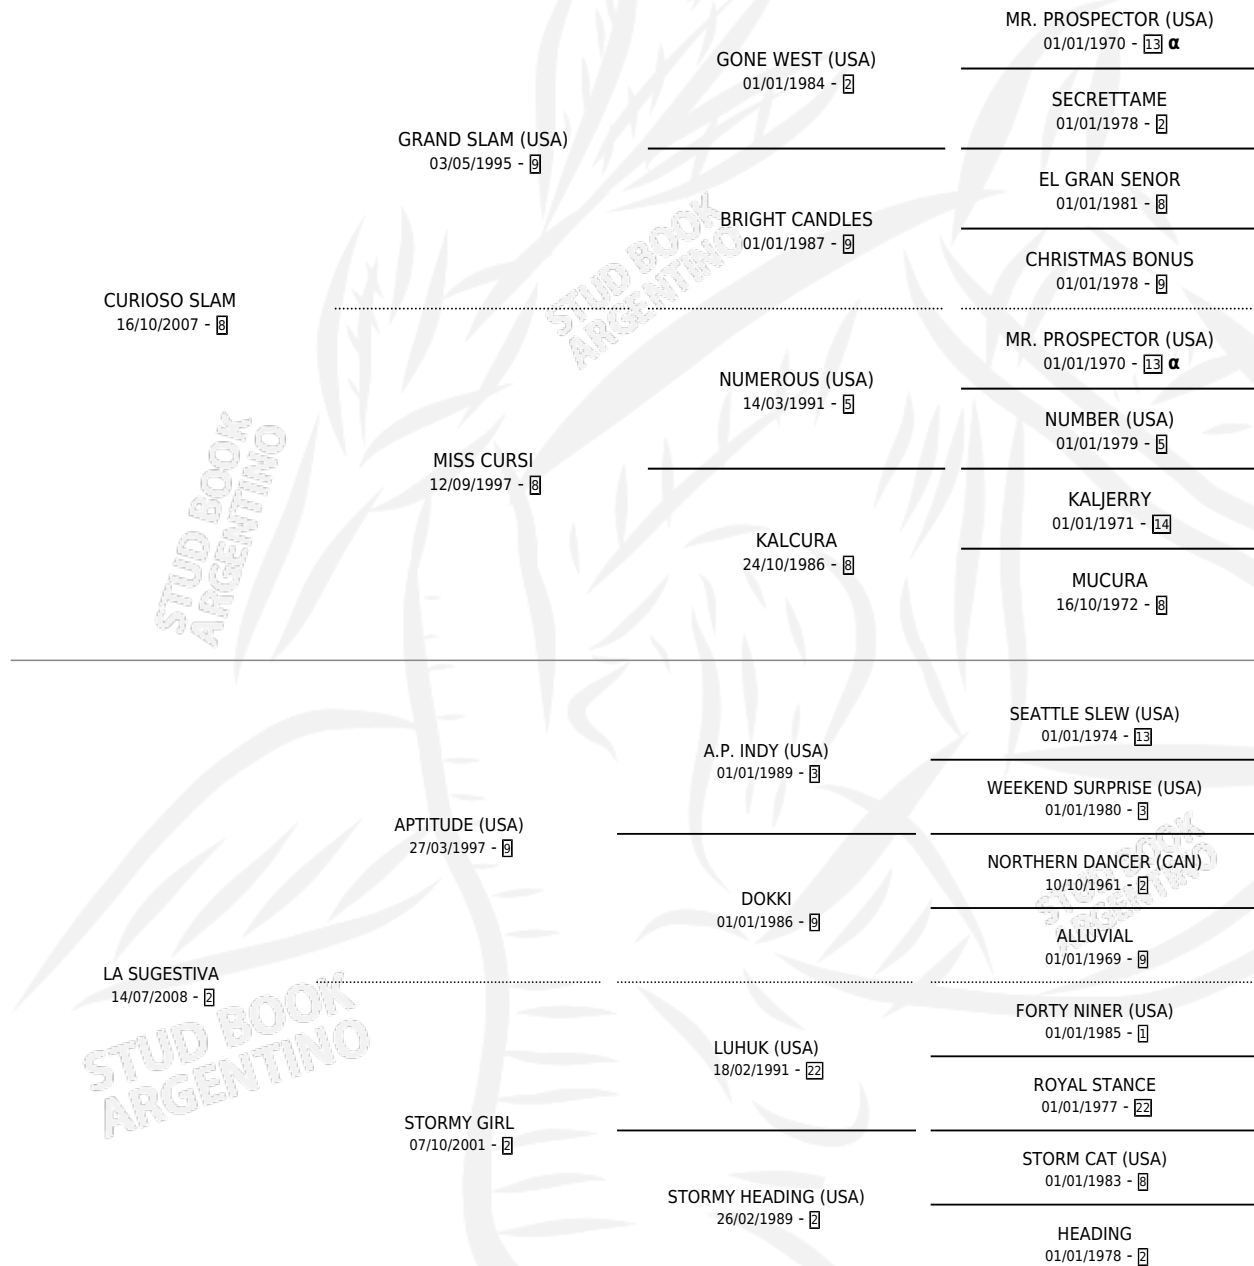 MR. PROSPECTOR (USA)
01/01/1970 - 13 α
GONE WEST (USA)
01/01/1984 - 2
SECRETTAME
01/01/1978 - 2
GRAND SLAM (USA)
03/05/1995 - 9
EL GRAN SENOR
01/01/1981 - 8
BRIGHT CANDLES
01/01/1987 - 9
CHRISTMAS BONUS
01/01/1978 - 9
CURIOSO SLAM
16/10/2007 - 8
MR. PROSPECTOR (USA)
01/01/1970 - 13 α
NUMEROUS (USA)
14/03/1991 - 5
NUMBER (USA)
01/01/1979 - 5
MISS CURSI
12/09/1997 - 8
KALJERRY
01/01/1971 - 14
KALCURA
24/10/1986 - 8
MUCURA
16/10/1972 - 8
STUD BOOK
ARGENTINO
STUD BOOK
ARGENTINO
SEATTLE SLEW (USA)
01/01/1974 - 13
A.P. INDY (USA)
01/01/1989 - 3
WEEKEND SURPRISE (USA)
01/01/1980 - 3
APTITUDE (USA)
27/03/1997 - 9
NORTHERN DANCER (CAN)
10/10/1961 - 2
DOKKI
01/01/1986 - 9
ALLUVIAL
01/01/1969 - 9
LA SUGESTIVA
14/07/2008 - 2
FORTY NINER (USA)
01/01/1985 - 1
LUHUK (USA)
18/02/1991 - 22
ROYAL STANCE
01/01/1977 - 22
STORMY GIRL
07/10/2001 - 2
STORM CAT (USA)
01/01/1983 - 8
STORMY HEADING (USA)
26/02/1989 - 2
HEADING
01/01/1978 - 2
STUD BOOK
ARGENTINO
STUD BOOK
ARGENTINO